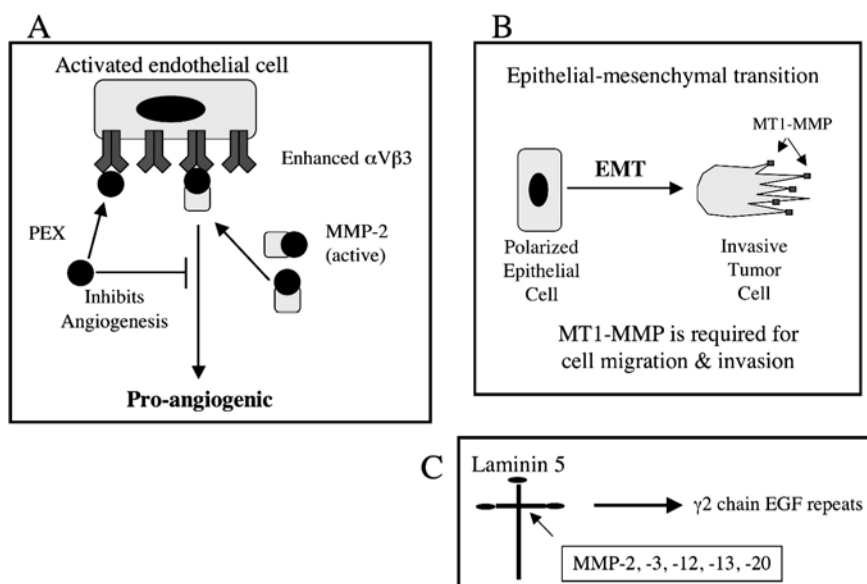 A
Activated endothelial cell
Enhanced αVβ3
PEX
MMP-2
(active)
Inhibits
Angiogenesis
Pro-angiogenic
B
Epithelial-mesenchymal transition
MT1-MMP
EMT
Polarized
Epithelial
Cell
Invasive
Tumor
Cell
MT1-MMP is required for
cell migration & invasion
C
Laminin 5
γ2 chain EGF repeats
MMP-2, -3, -12, -13, -20